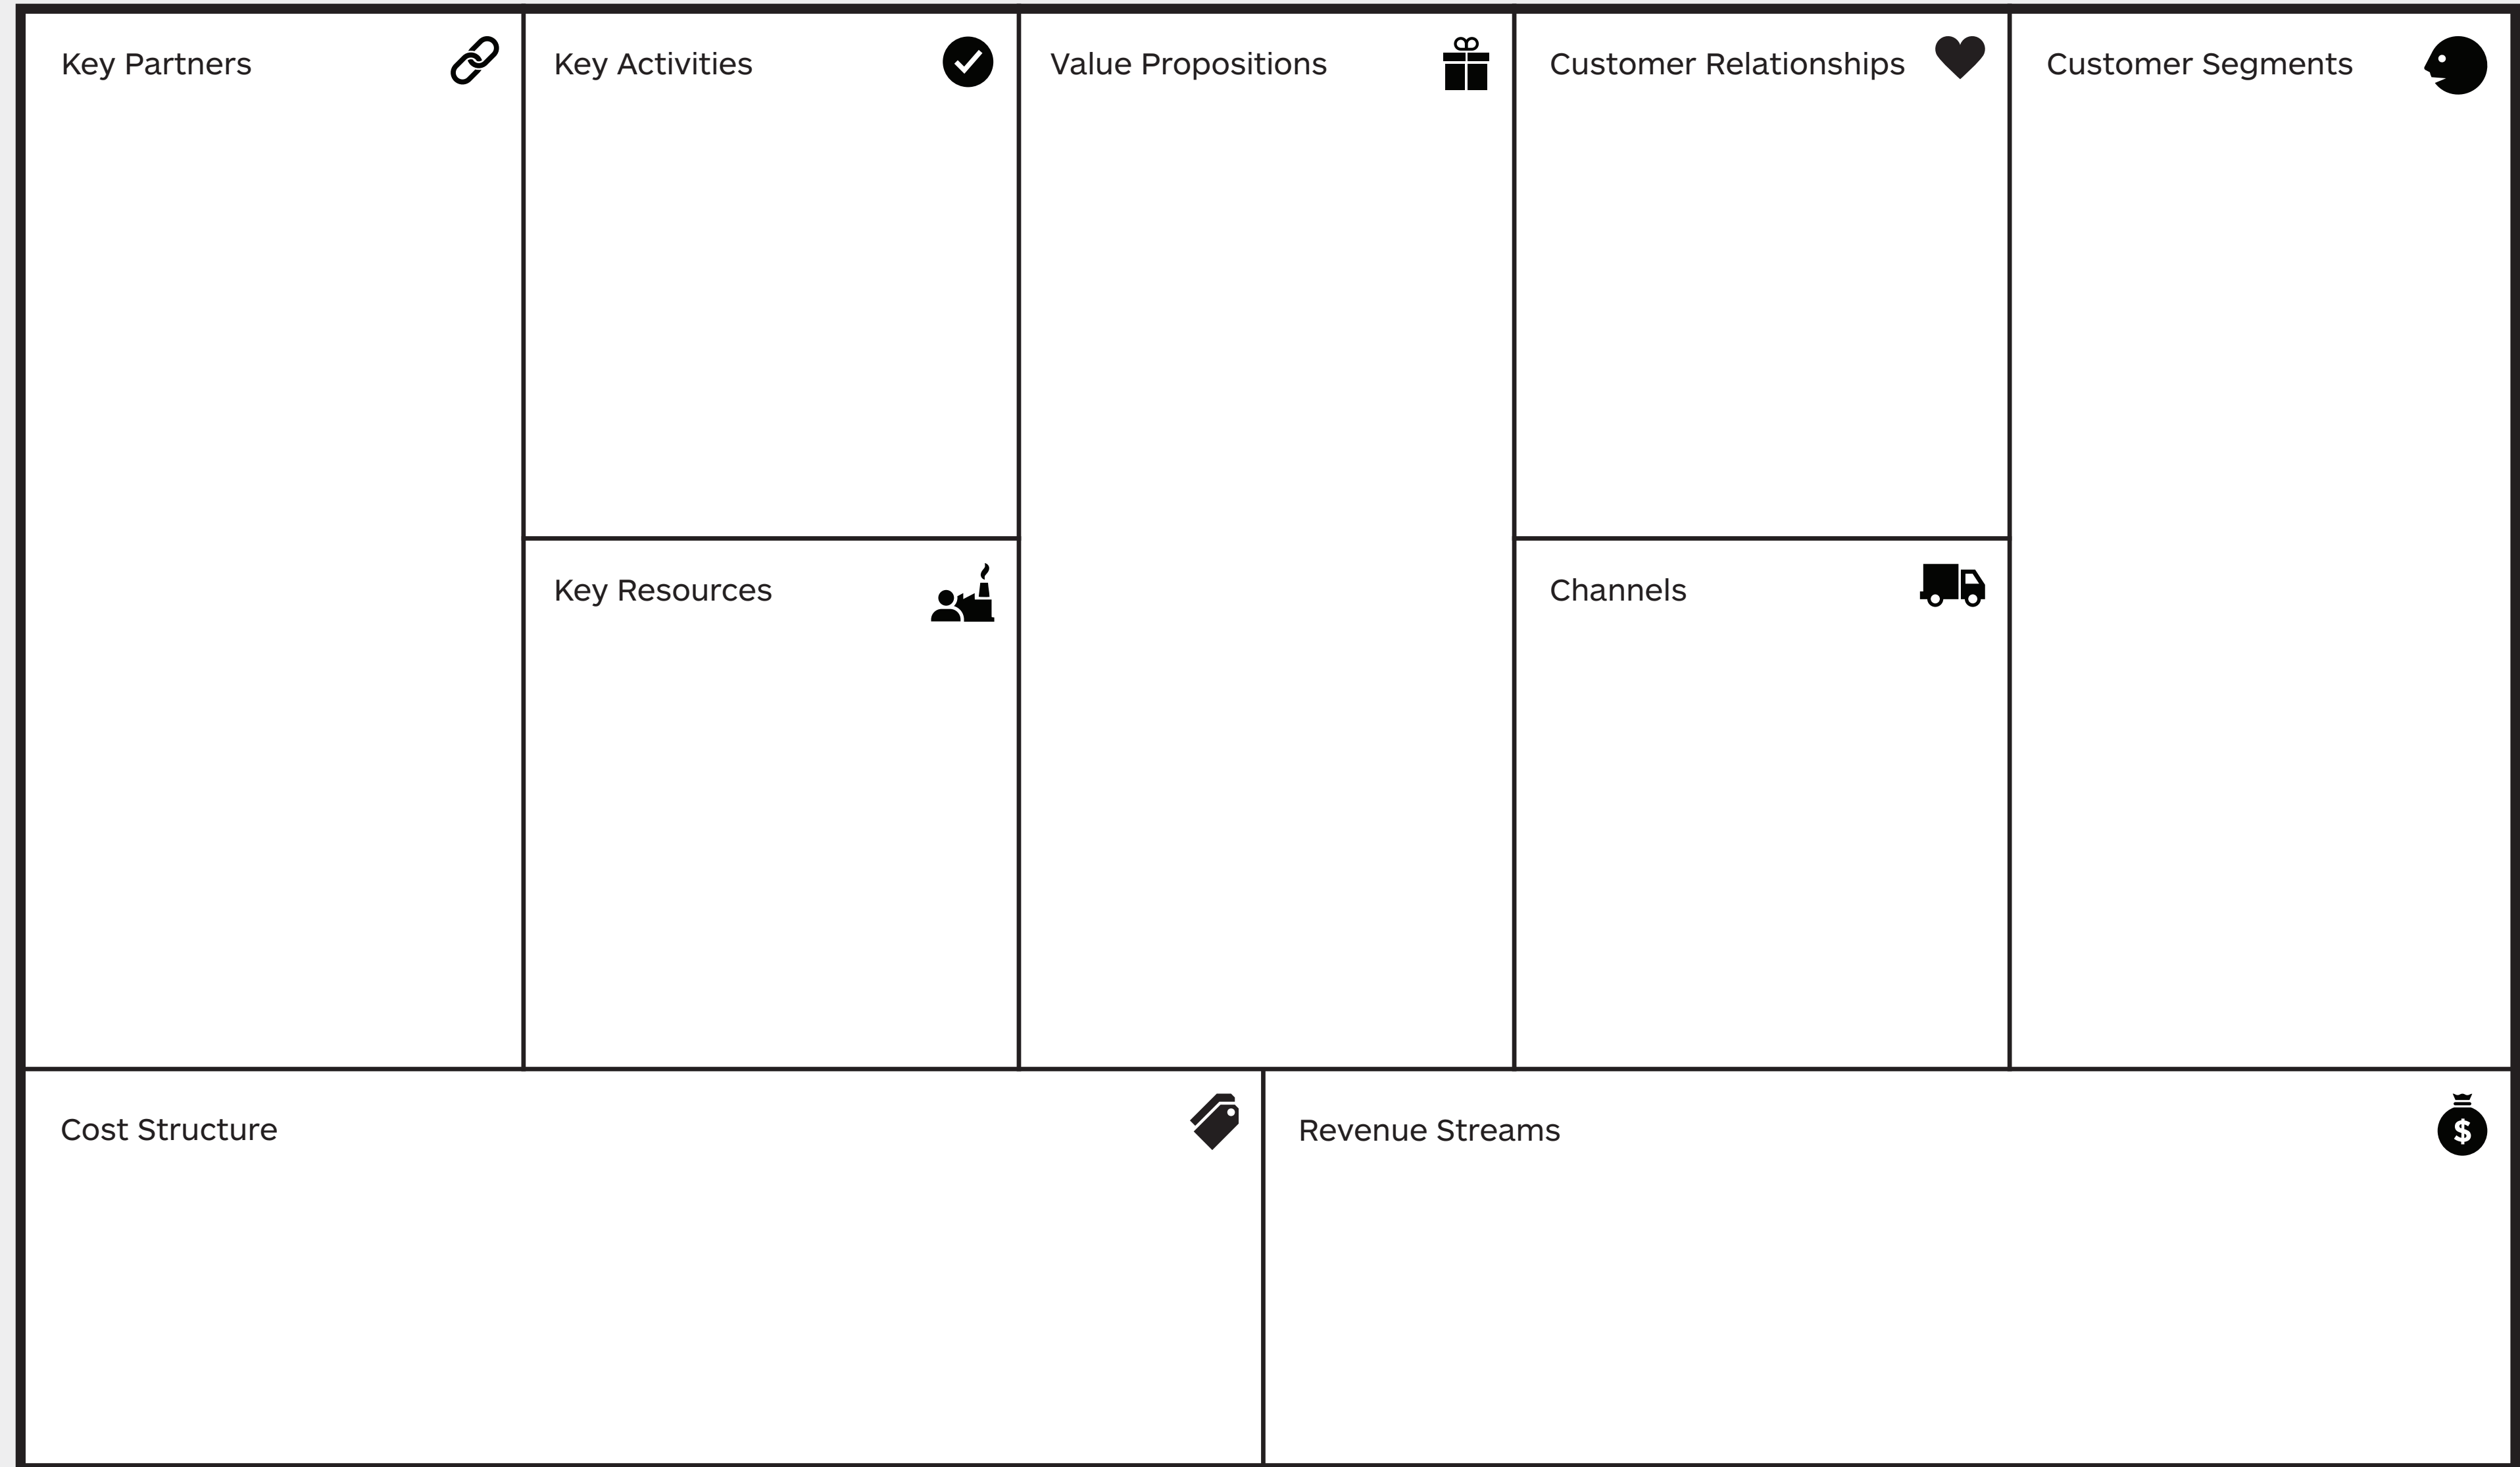 Key Partners
Key Activities
Value Propositions
Customer Relationships
Customer Segments
Key Resources
Channels
Cost Structure
Revenue Streams
$